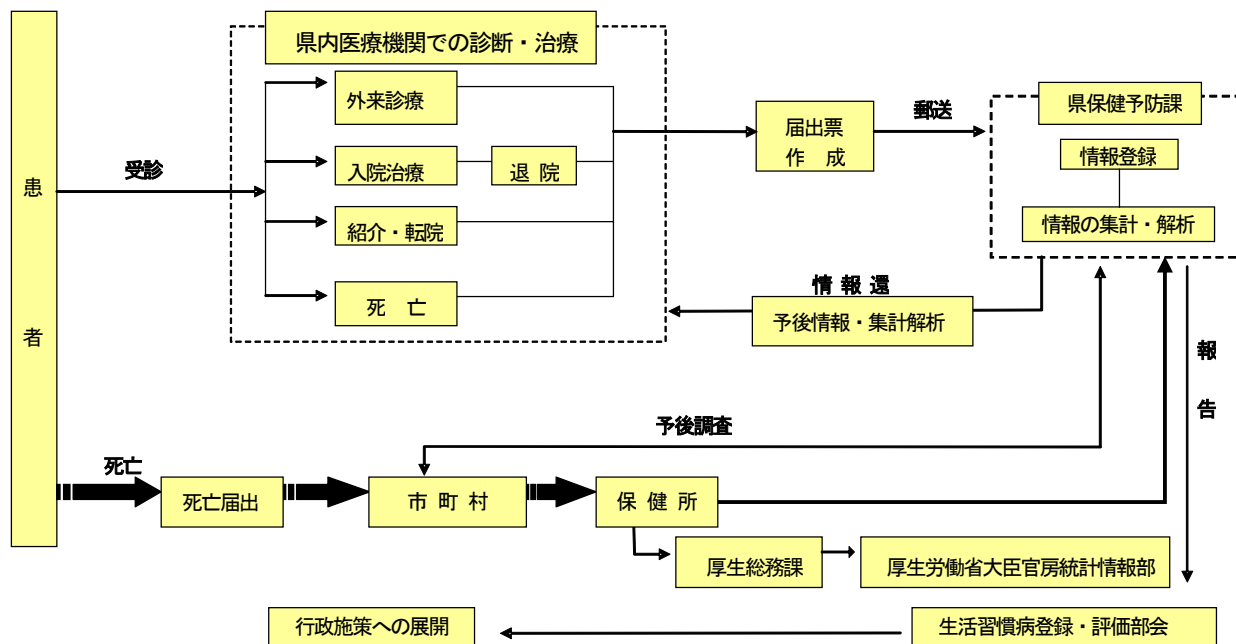 県内医療機関での診断・治療
外来診療
入院治療
退 院
紹介・転院
死 亡
患
者
受診
届出票
作 成
郵送
県保健予防課
情報登録
情報の集計・解析
情 報 還
予後情報・集計解析
報
告
予後調査
死亡
死亡届出
市 町 村
保 健 所
厚生総務課
厚生労働省大臣官房統計情報部
行政施策への展開
生活習慣病登録・評価部会